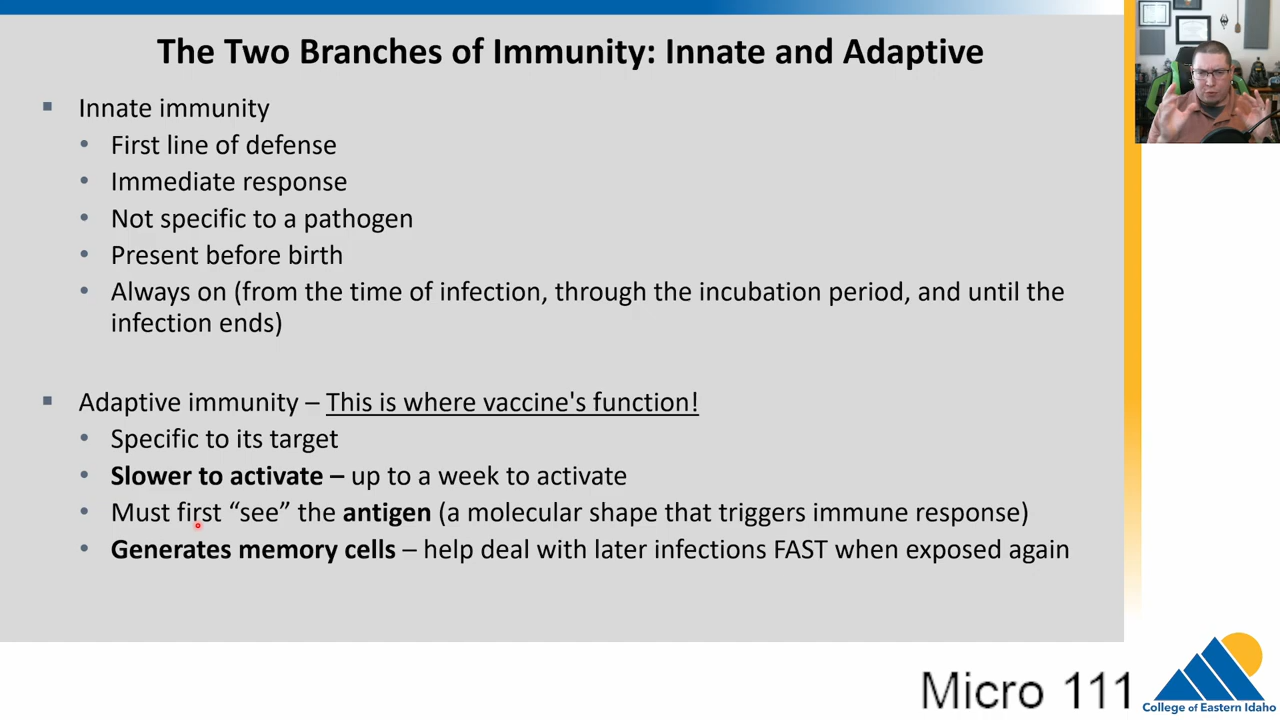 The Two Branches of Immunity: Innate and Adaptive
Innate immunity
First line of defense
Immediate response
Not specific to a pathogen
Present before birth
Always on (from the time of infection, through the incubation period, and until the
infection ends)
Adaptive immunity – This is where vaccine's function!
Specific to its target
Slower to activate – up to a week to activate
Must first “see” the antigen (a molecular shape that triggers immune response)
Generates memory cells – help deal with later infections FAST when exposed again
Micro 111
College of Eastern Idaho